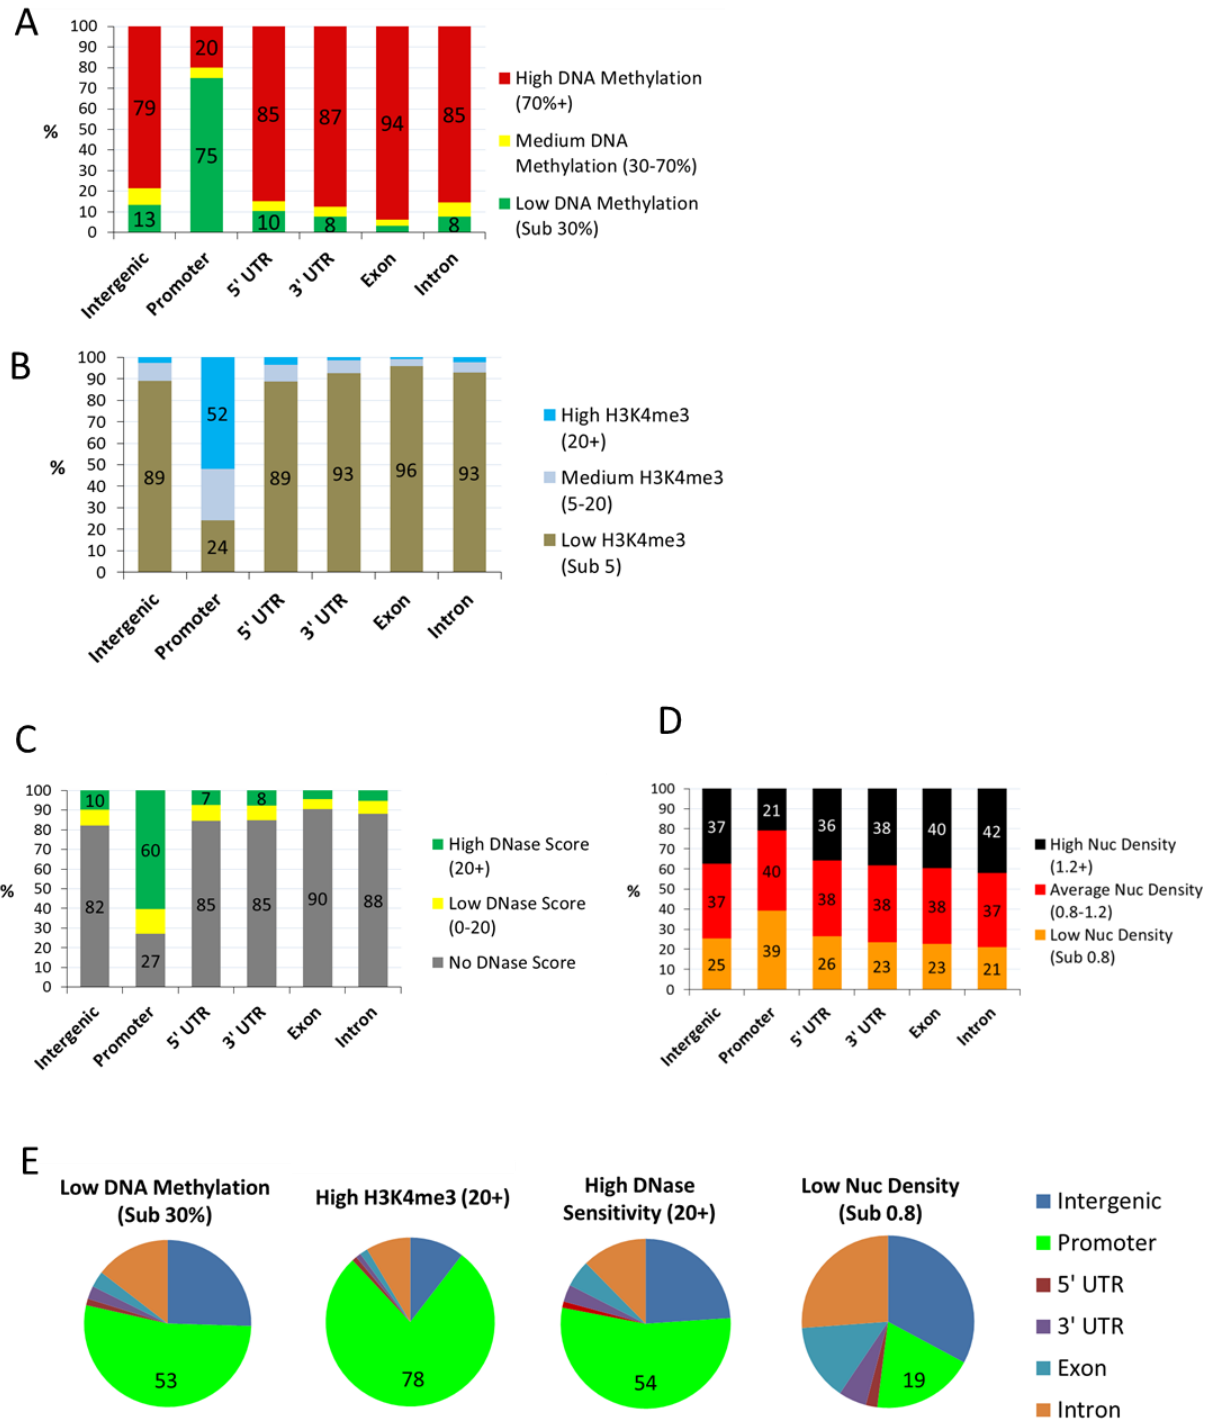 A
100
90
80
70
60
50
40
30
20
10
0
%
79
13
20
75
85
10
87
8
94
85
8
Intergenic
Promoter
5' UTR
3' UTR
Exon
Intron
High DNA Methylation
(70%+)
Medium DNA
Methylation (30-70%)
Low DNA Methylation
(Sub 30%)
B
100
90
80
70
60
50
40
30
20
10
0
%
89
52
24
89
93
96
93
Intergenic
Promoter
5' UTR
3' UTR
Exon
Intron
High H3K4me3
(20+)
Medium H3K4me3
(5-20)
Low H3K4me3
(Sub 5)
C
100
90
80
70
60
50
40
30
20
10
0
%
10
82
60
27
7
85
8
85
90
88
Intergenic
Promoter
5' UTR
3' UTR
Exon
Intron
High DNase Score
(20+)
Low DNase Score
(0-20)
No DNase Score
D
100
90
80
70
60
50
40
30
20
10
0
%
37
37
25
21
40
39
36
38
26
38
38
23
40
38
23
42
37
21
Intergenic
Promoter
5' UTR
3' UTR
Exon
Intron
High Nuc Density
(1.2+)
Average Nuc Density
(0.8-1.2)
Low Nuc Density
(Sub 0.8)
E
Low DNA Methylation
(Sub 30%)
53
High H3K4me3 (20+)
78
High DNase
Sensitivity (20+)
54
Low Nuc Density
(Sub 0.8)
19
Intergenic
Promoter
5' UTR
3' UTR
Exon
Intron